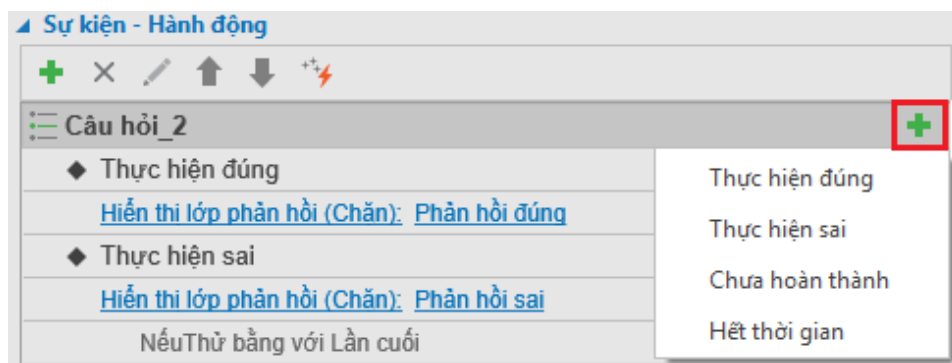 Sự kiện - Hành động
Câu hỏi_2
Thực hiện đúng
Hiển thị lớp phản hồi (Chặn): Phản hồi đúng
Thực hiện sai
Hiển thị lớp phản hồi (Chặn): Phản hồi sai
NếuThử bằng với Lần cuối
Thực hiện đúng
Thực hiện sai
Chưa hoàn thành
Hết thời gian